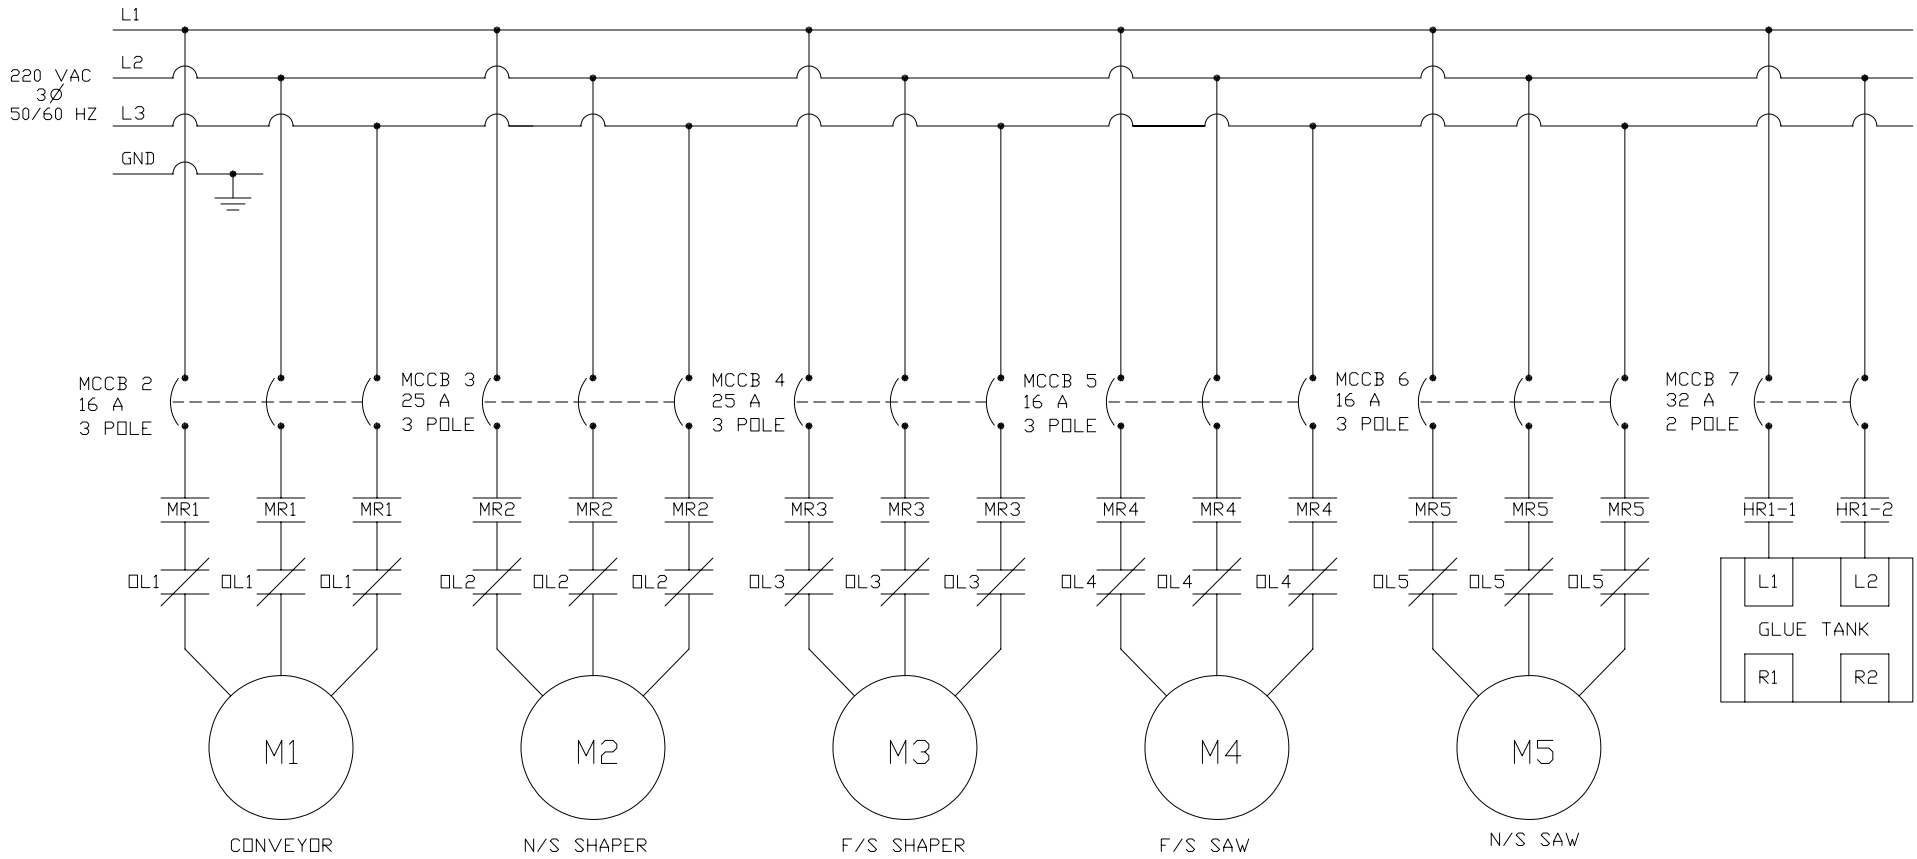 L1
L2
220 VAC
3Ø
50/60 HZ
L3
GND
MCCB 2
16 A
3 POLE
MCCB 3
25 A
3 POLE
MCCB 4
25 A
3 POLE
MCCB 5
16 A
3 POLE
MCCB 6
16 A
3 POLE
MCCB 7
32 A
2 POLE
MR1 MR1 MR1 MR2 MR2 MR2 MR3 MR3 MR3 MR4 MR4 MR4 MR5 MR5 MR5 HR1-1 HR1-2
OL1 OL1 OL1 OL2 OL2 OL2 OL3 OL3 OL3 OL4 OL4 OL4 OL5 OL5 OL5 L1 L2
GLUE TANK
R1 R2
M1 M2 M3 M4 M5
CONVEYOR N/S SHAPER F/S SHAPER F/S SAW N/S SAW